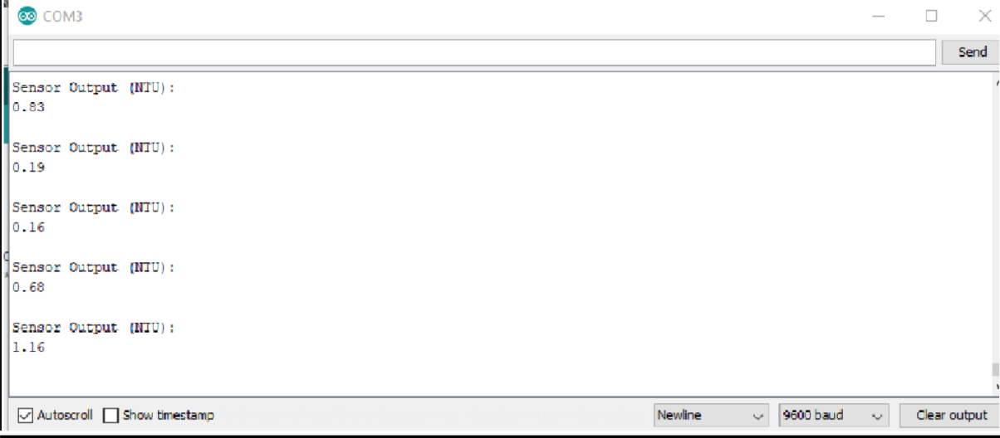 COM3
Send
Sensor Output (NTU):
0.83
Sensor Output (NTU):
0.19
Sensor Output (NTU):
0.16
Sensor Output (NTU):
0.68
Sensor Output (NTU):
1.16
Autoscroll Show timestamp Newline 9600 baud Clear output